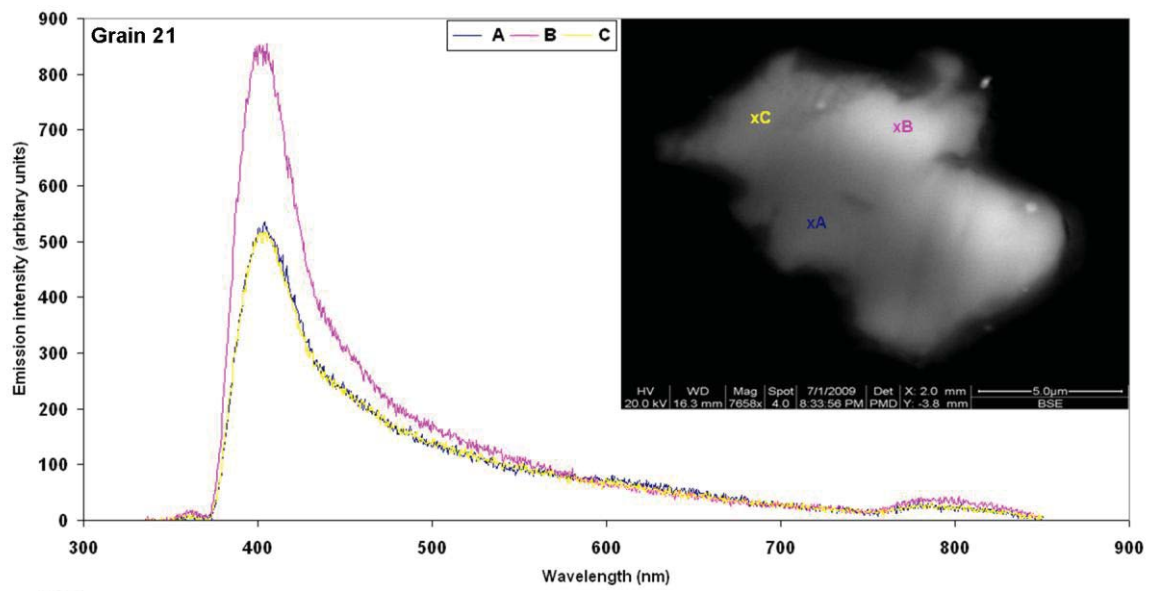 Grain 21
A B C
Emission intensity (arbitary units)
900
800
700
600
500
400
300
200
100
0
300 400 500 600 700 800 900
Wavelength (nm)
xC
xB
xA
HV WD Mag Spot 7/1/2009 Det X: 2.0 mm 5.0µm
20.0 kV 16.3 mm 7658x 4.0 8:33:56 PM PMD Y: -3.8 mm BSE